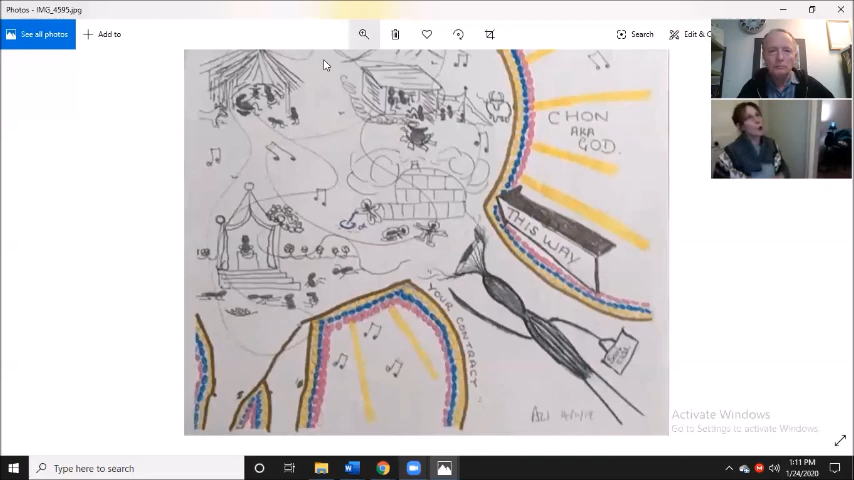 Photos - IMG_4595.jpg
See all photos
Add to
Search
Edit & C
CHON
AKA
GOD.
THIS WAY
"YOUR CONTRACT"
Activate Windows
Go to Settings to activate Windows.
Type here to search
1:11 PM
1/24/2020